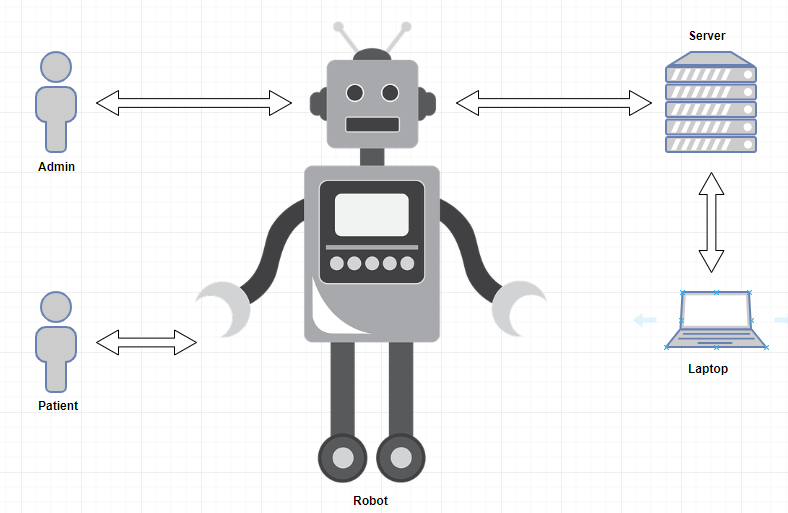 Server
Admin
Laptop
Patient
Robot